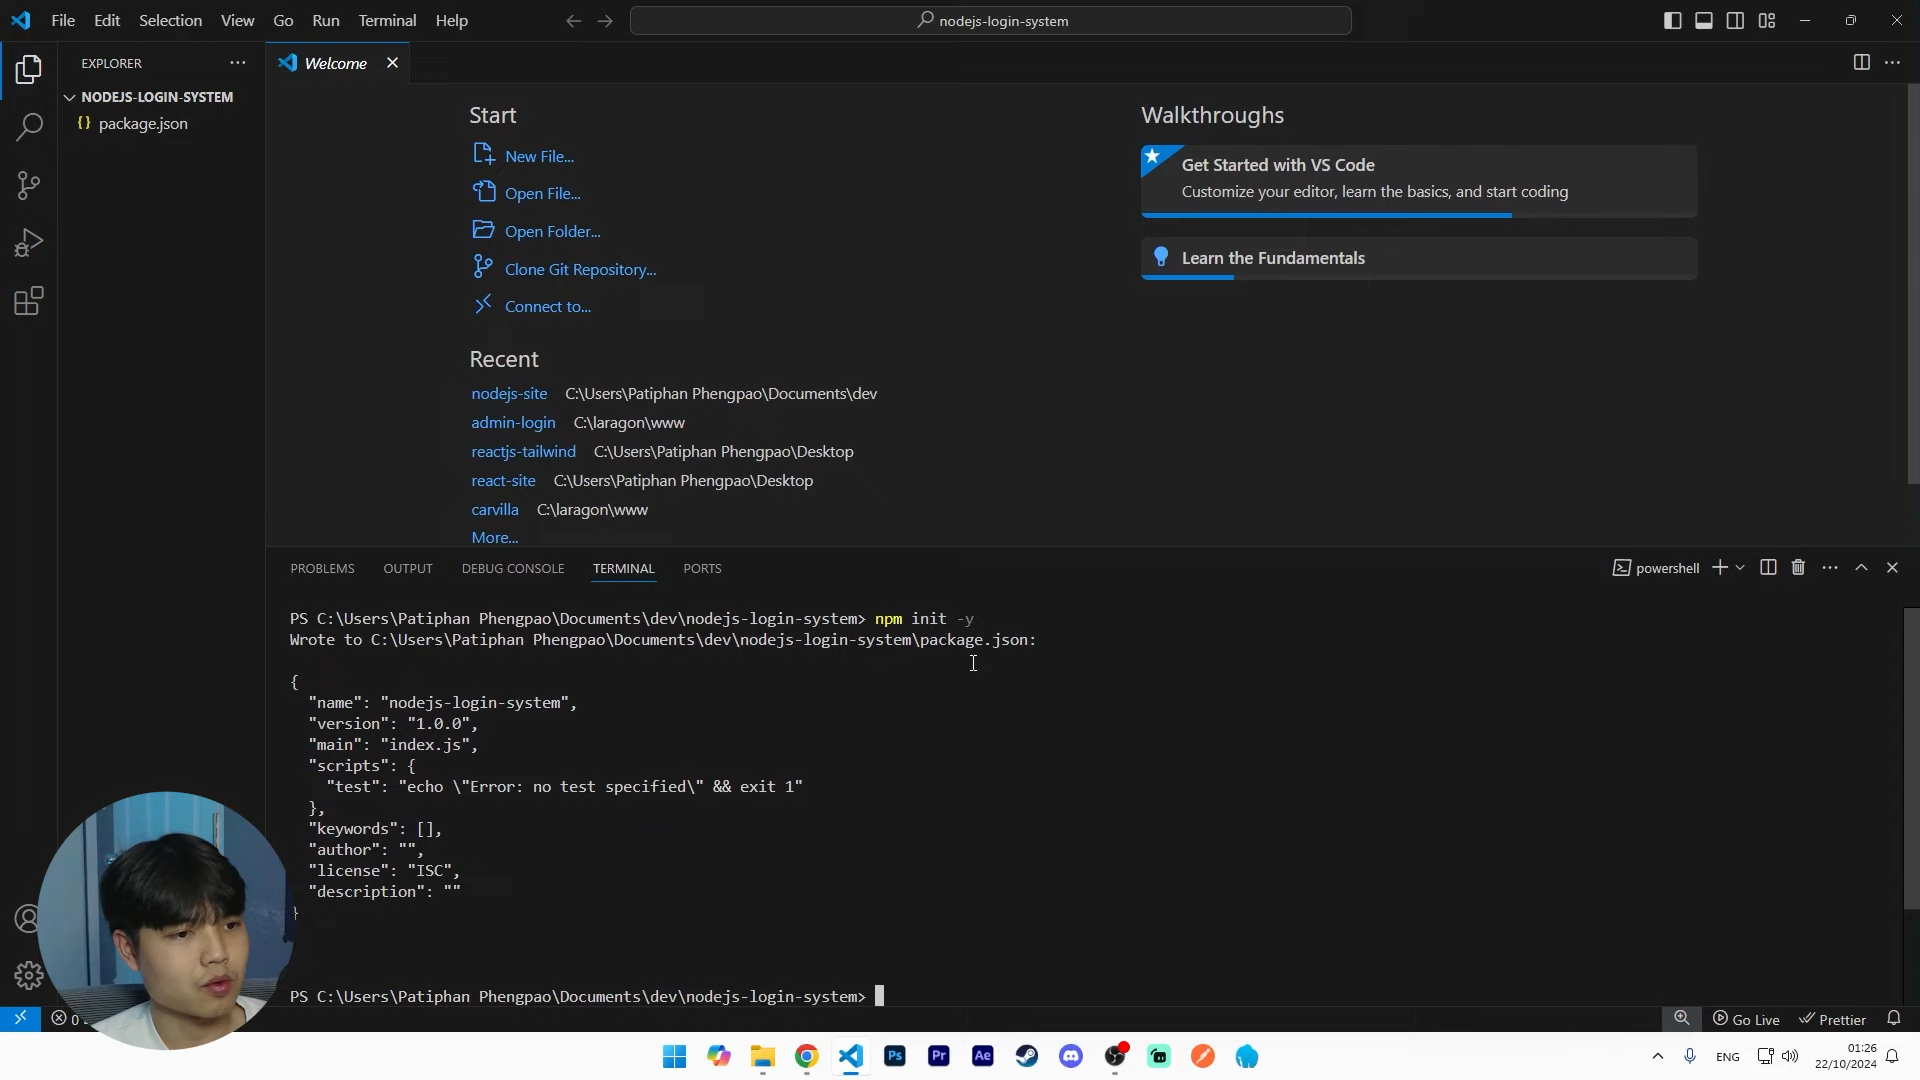 File Edit Selection View Go Run Terminal Help
nodejs-login-system
EXPLORER
Welcome
NODEJS-LOGIN-SYSTEM
{} package.json
Start
New File...
Open File...
Open Folder...
Clone Git Repository...
Connect to...
Recent
nodejs-site C:\Users\Patiphan Phengpao\Documents\dev
admin-login C:\laragon\www
reactjs-tailwind C:\Users\Patiphan Phengpao\Desktop
react-site C:\Users\Patiphan Phengpao\Desktop
carvilla C:\laragon\www
More...
Walkthroughs
Get Started with VS Code
Customize your editor, learn the basics, and start coding
Learn the Fundamentals
PROBLEMS OUTPUT DEBUG CONSOLE TERMINAL PORTS
powershell
PS C:\Users\Patiphan Phengpao\Documents\dev\nodejs-login-system> npm init -y
Wrote to C:\Users\Patiphan Phengpao\Documents\dev\nodejs-login-system\package.json:
{
"name": "nodejs-login-system",
"version": "1.0.0",
"main": "index.js",
"scripts": {
"test": "echo \"Error: no test specified\" && exit 1"
},
"keywords": [],
"author": "",
"license": "ISC",
"description": ""
}
PS C:\Users\Patiphan Phengpao\Documents\dev\nodejs-login-system>
0
Go Live
Prettier
Ps Pr Ae
ENG
01:26
22/10/2024